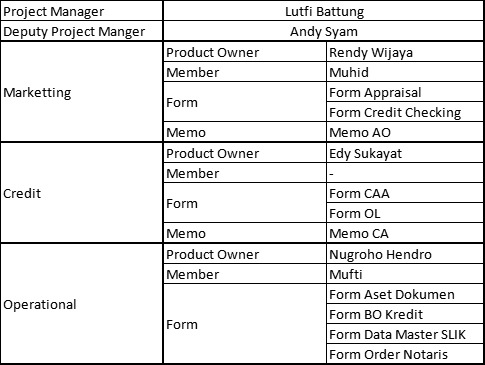 Project Manager Lutfi Battung
Deputy Project Manger Andy Syam
Marketting
Product Owner Rendy Wijaya
Member Muhid
Form Form Appraisal
Form Credit Checking
Memo Memo AO
Credit
Product Owner Edy Sukayat
Member -
Form Form CAA
Form OL
Memo Memo CA
Operational
Product Owner Nugroho Hendro
Member Mufti
Form Form Aset Dokumen
Form BO Kredit
Form Data Master SLIK
Form Order Notaris